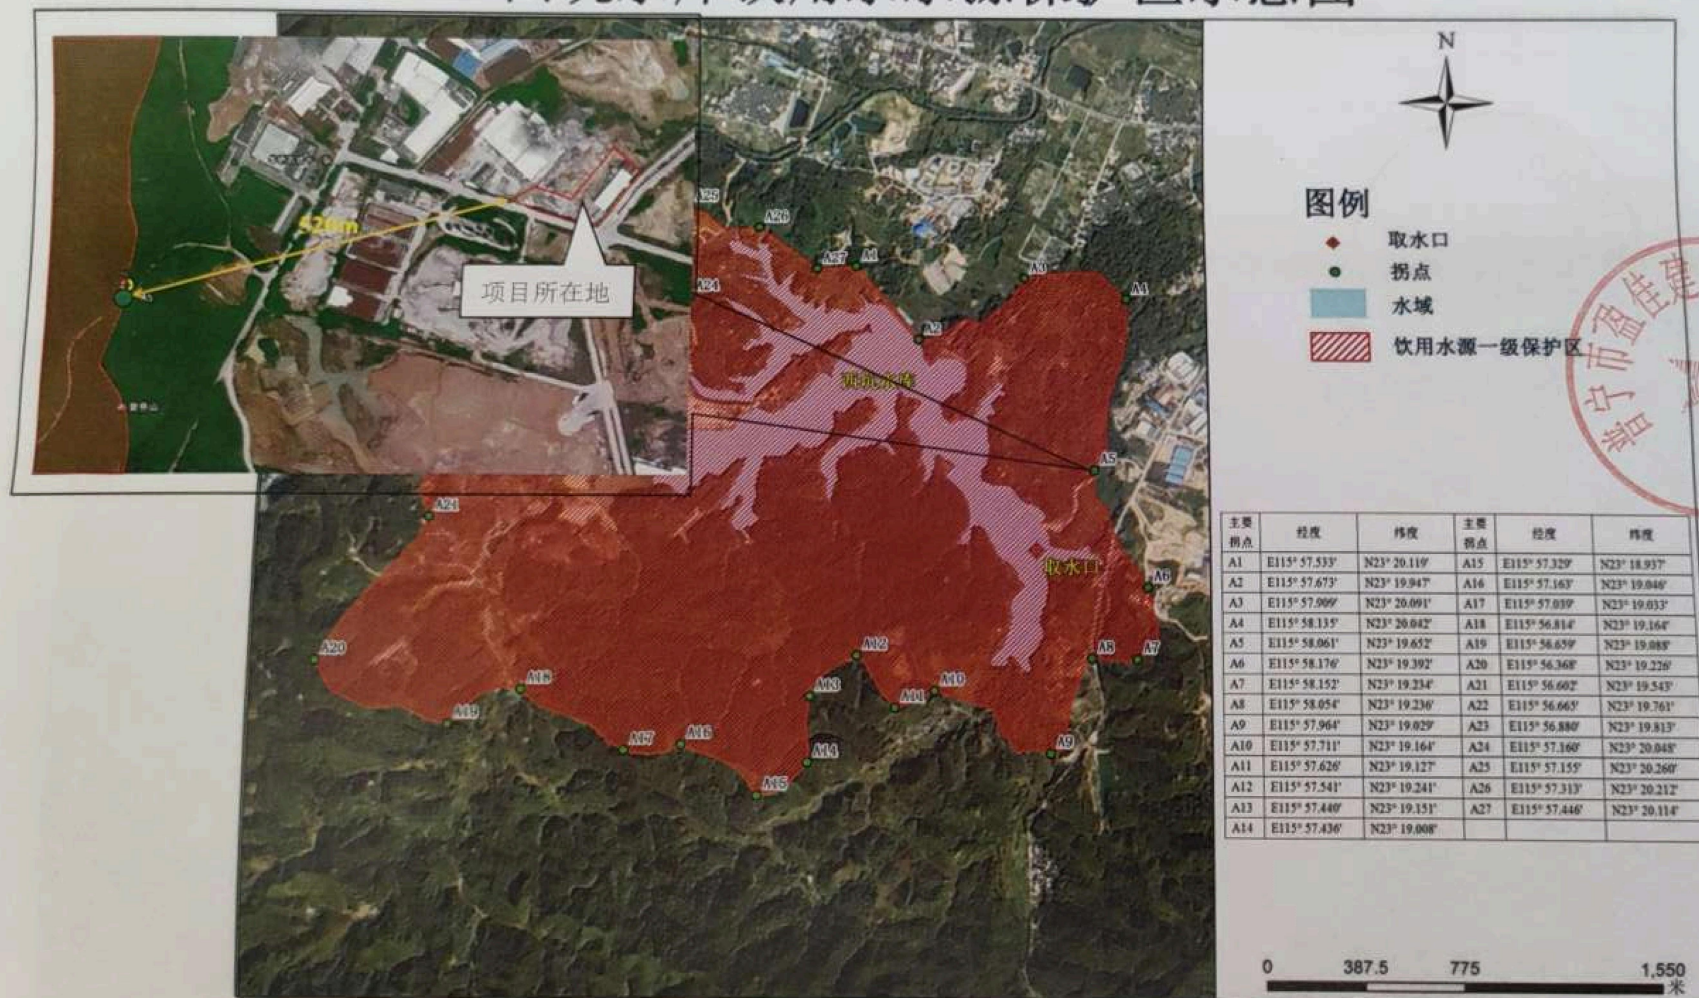 A25
A26
A27
A1
A3
A4
A24
A2
520m
项目所在地
西坑水库
A5
A21
取水口
A6
A20
A12
A8
A7
A18
A13
A11
A10
A19
A17
A16
A14
A9
A15
N
图例
取水口
拐点
水域
饮用水源一级保护区
普宁市盈佳建
主要拐点 经度 纬度 主要拐点 经度 纬度
A1 E115° 57.533' N23° 20.119' A15 E115° 57.329' N23° 18.937'
A2 E115° 57.673' N23° 19.947' A16 E115° 57.163' N23° 19.046'
A3 E115° 57.909' N23° 20.091' A17 E115° 57.039' N23° 19.033'
A4 E115° 58.135' N23° 20.042' A18 E115° 56.814' N23° 19.164'
A5 E115° 58.061' N23° 19.652' A19 E115° 56.659' N23° 19.088'
A6 E115° 58.176' N23° 19.392' A20 E115° 56.368' N23° 19.226'
A7 E115° 58.152' N23° 19.234' A21 E115° 56.602' N23° 19.543'
A8 E115° 58.054' N23° 19.236' A22 E115° 56.665' N23° 19.761'
A9 E115° 57.964' N23° 19.029' A23 E115° 56.880' N23° 19.813'
A10 E115° 57.711' N23° 19.164' A24 E115° 57.160' N23° 20.048'
A11 E115° 57.626' N23° 19.127' A25 E115° 57.155' N23° 20.260'
A12 E115° 57.541' N23° 19.241' A26 E115° 57.313' N23° 20.212'
A13 E115° 57.440' N23° 19.151' A27 E115° 57.446' N23° 20.114'
A14 E115° 57.436' N23° 19.008'
0 387.5 775 1,550
米